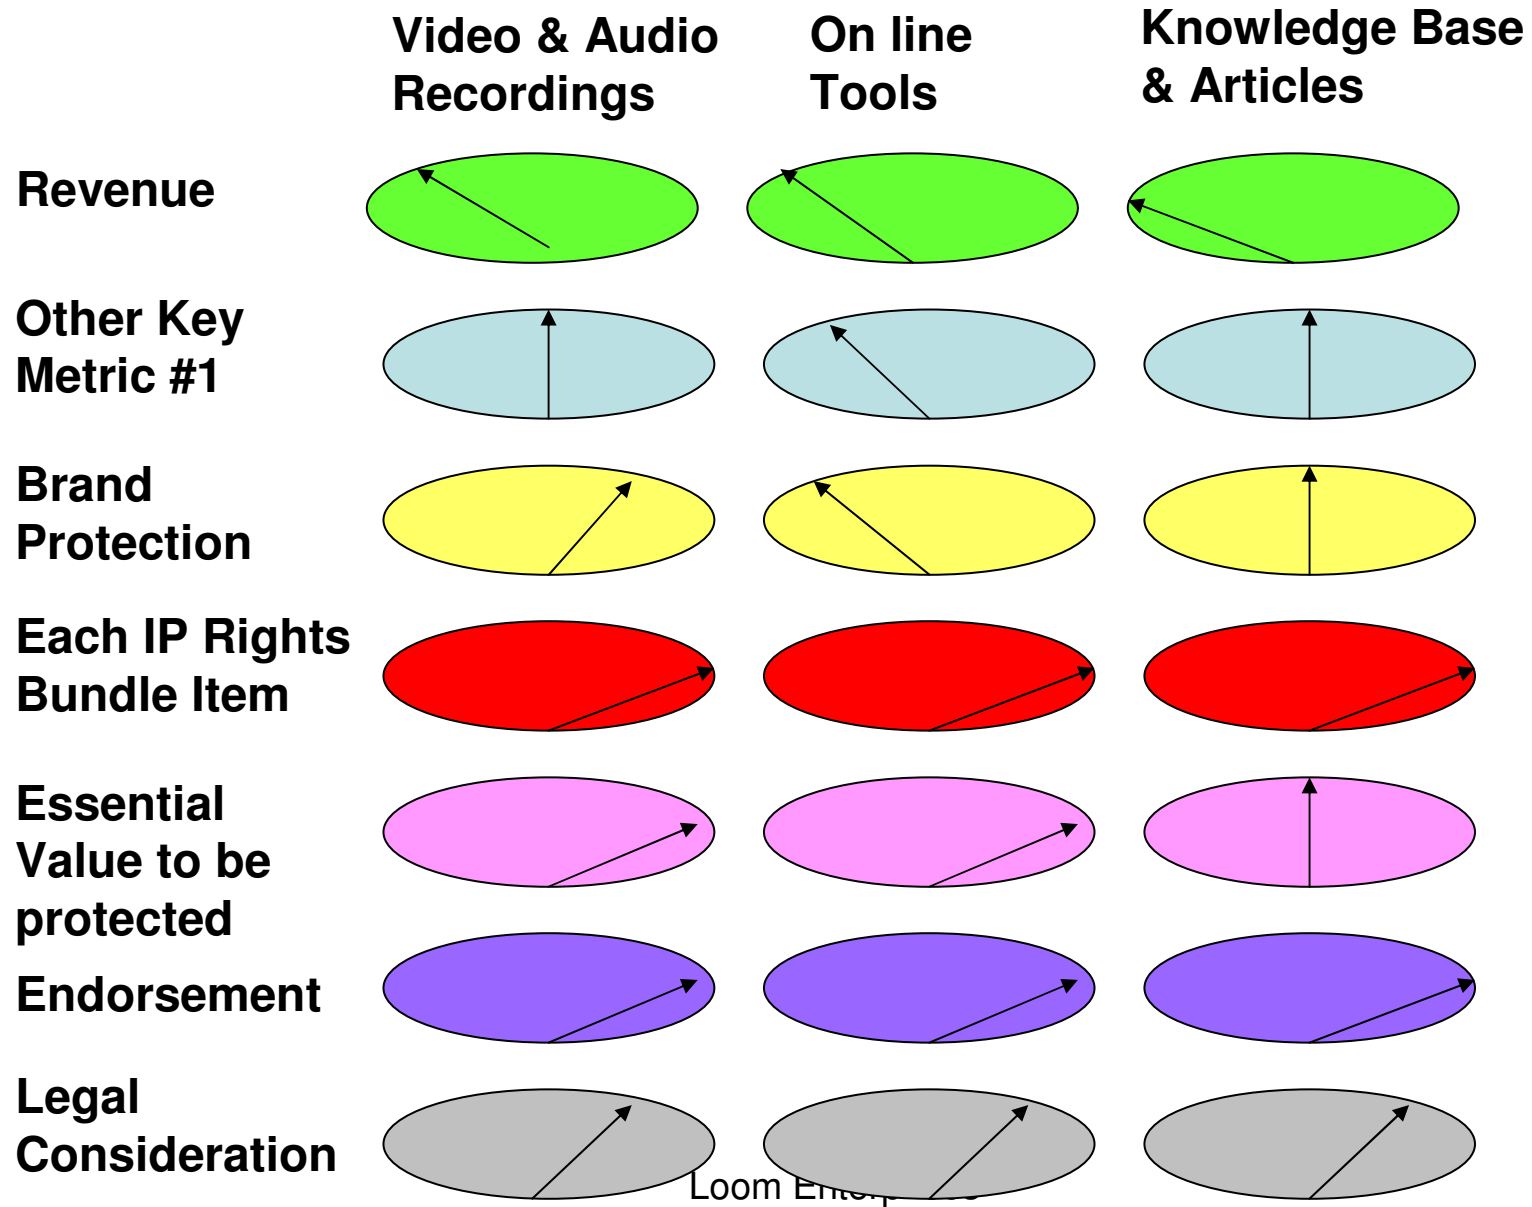 Video & Audio
Recordings
On line
Tools
Knowledge Base
& Articles
Revenue
Other Key
Metric #1
Brand
Protection
Each IP Rights
Bundle Item
Essential
Value to be
protected
Endorsement
Legal
Consideration
Loom